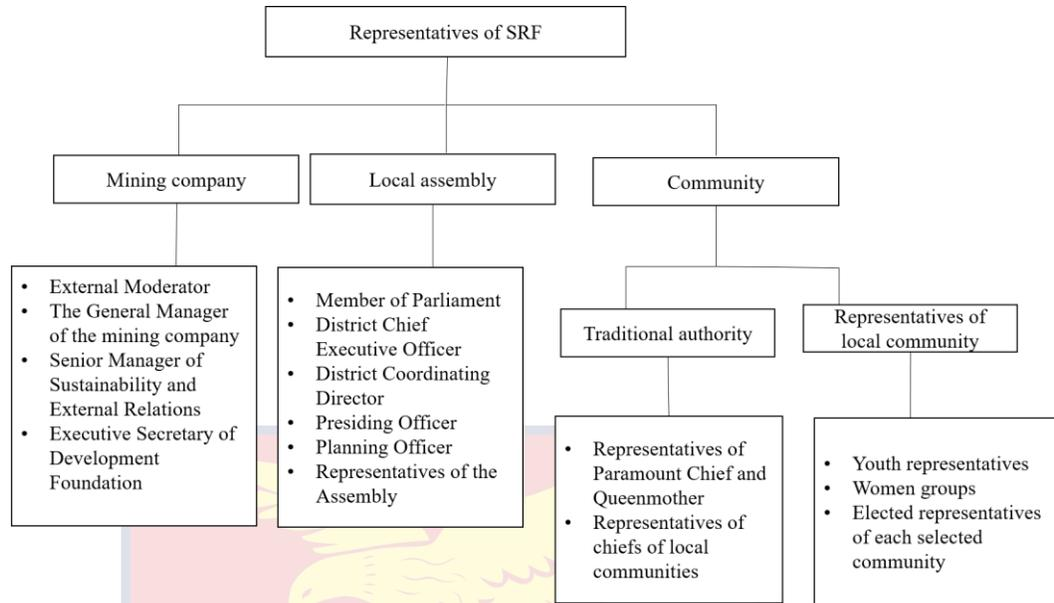 Representatives of SRF
Mining company
Local assembly
Community
• External Moderator
• The General Manager
of the mining company
• Senior Manager of
Sustainability and
External Relations
• Executive Secretary of
Development
Foundation
• Member of Parliament
• District Chief
Executive Officer
• District Coordinating
Director
• Presiding Officer
• Planning Officer
• Representatives of the
Assembly
Traditional authority
Representatives of
local community
• Representatives of
Paramount Chief and
Queenmother
• Representatives of
chiefs of local
communities
• Youth representatives
• Women groups
• Elected representatives
of each selected
community